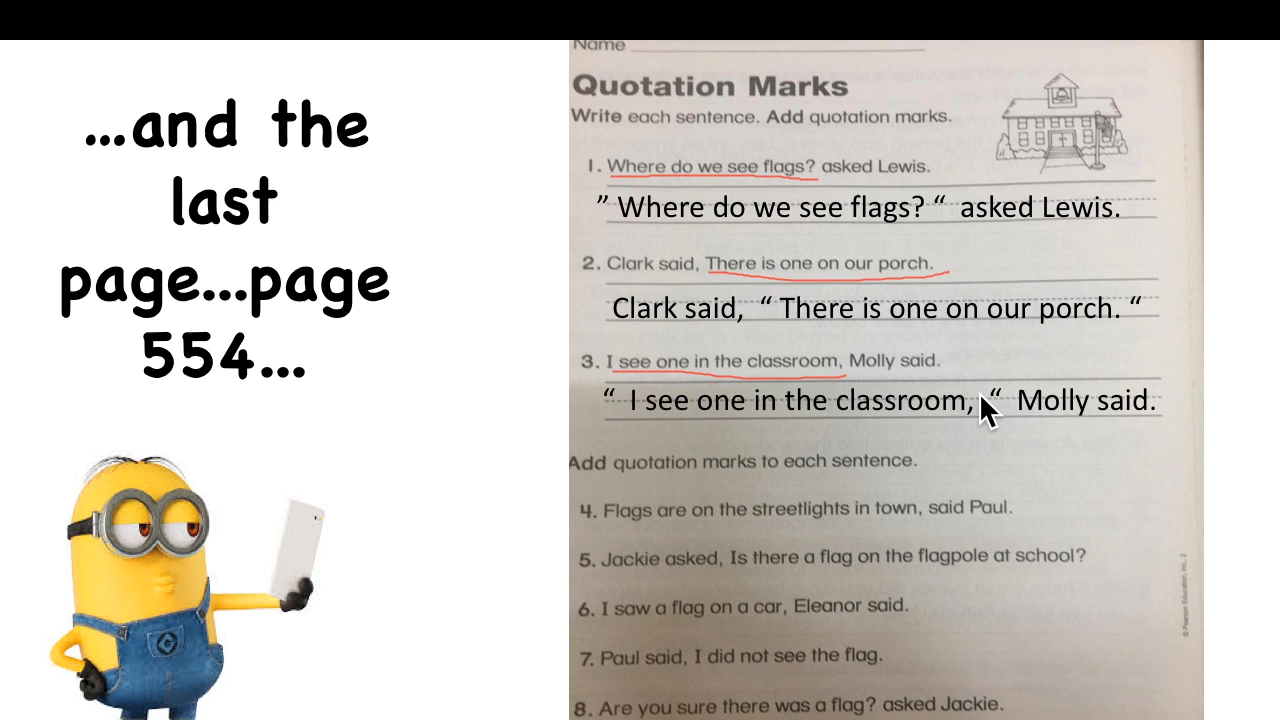 ...and the
last
page...page
554...
Name
Quotation Marks
Write each sentence. Add quotation marks.
1. Where do we see flags? asked Lewis.
” Where do we see flags? “ asked Lewis.
2. Clark said, There is one on our porch.
Clark said, “ There is one on our porch. “
3. I see one in the classroom, Molly said.
“ I see one in the classroom, “ Molly said.
Add quotation marks to each sentence.
4. Flags are on the streetlights in town, said Paul.
5. Jackie asked, Is there a flag on the flagpole at school?
6. I saw a flag on a car, Eleanor said.
7. Paul said, I did not see the flag.
8. Are you sure there was a flag? asked Jackie.
© Pearson Education, Inc., 2